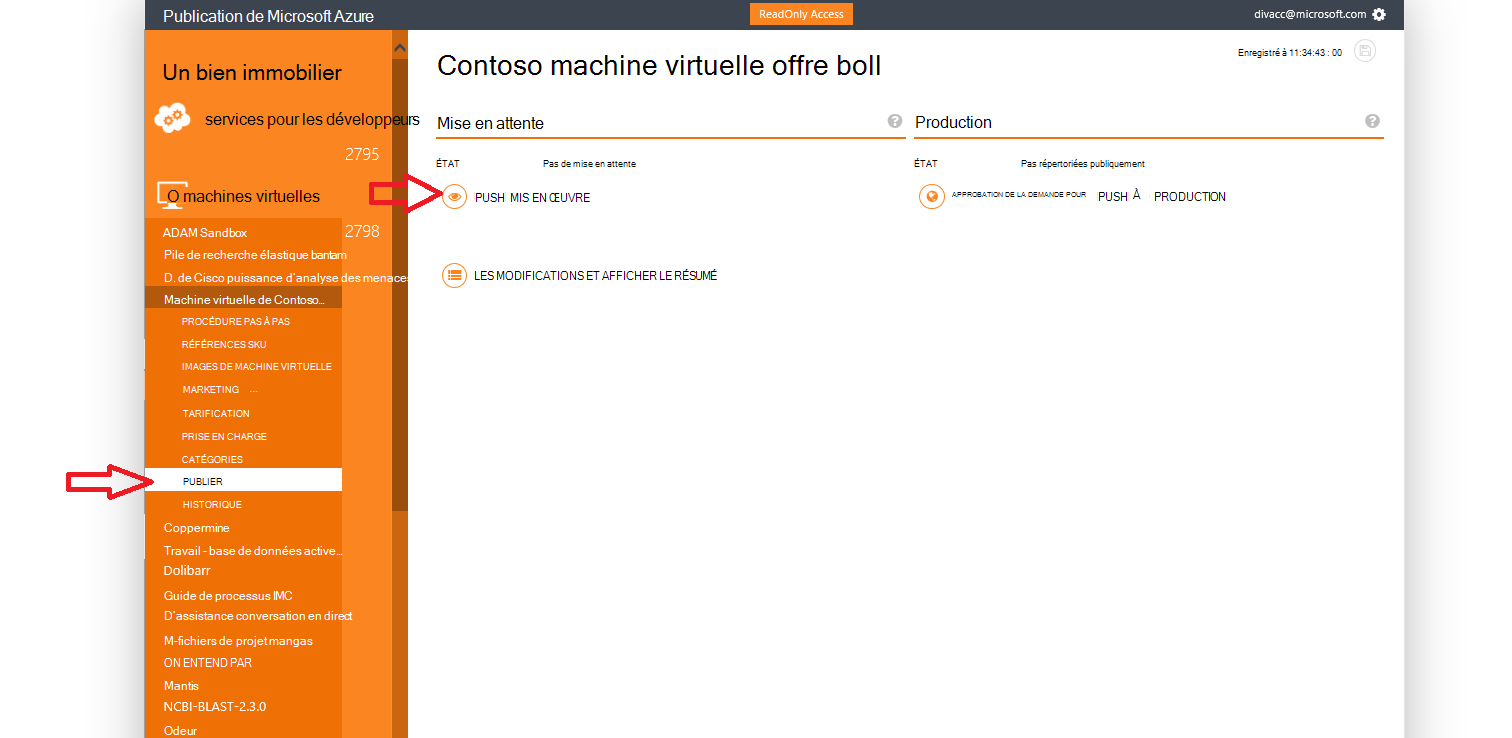 Publication de Microsoft Azure
ReadOnly Access
divacc@microsoft.com
Un bien immobilier
services pour les développeurs
2795
O machines virtuelles
2798
ADAM Sandbox
Pile de recherche élastique bantam
D. de Cisco puissance d'analyse des menaces
Machine virtuelle de Contoso...
PROCÉDURE PAS À PAS
RÉFÉRENCES SKU
IMAGES DE MACHINE VIRTUELLE
MARKETING ...
TARIFICATION
PRISE EN CHARGE
CATÉGORIES
PUBLIER
HISTORIQUE
Coppermine
Travail - base de données active...
Dolibarr
Guide de processus IMC
D'assistance conversation en direct
M-fichiers de projet mangas
ON ENTEND PAR
Mantis
NCBI-BLAST-2.3.0
Odeur
Enregistré à 11:34:43 : 00
Contoso machine virtuelle offre boll
Mise en attente ?
ÉTAT Pas de mise en attente
PUSH MIS EN ŒUVRE
LES MODIFICATIONS ET AFFICHER LE RÉSUMÉ
Production ?
ÉTAT Pas répertoriées publiquement
APPROBATION DE LA DEMANDE POUR PUSH À PRODUCTION